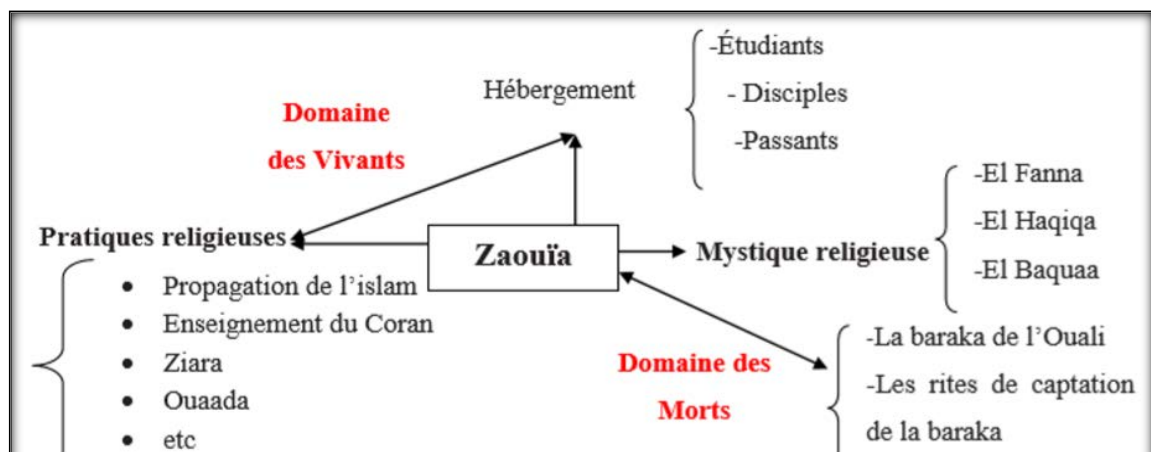 -Étudiants
Hébergement
- Disciples
-Passants
Domaine
des Vivants
-El Fanna
Pratiques religieuses
Zaouïa
Mystique religieuse
-El Haqiqa
-El Baquaa
• Propagation de l’islam
• Enseignement du Coran
• Ziara
• Ouaada
• etc
Domaine des
Morts
-La baraka de l’Ouali
-Les rites de captation
de la baraka